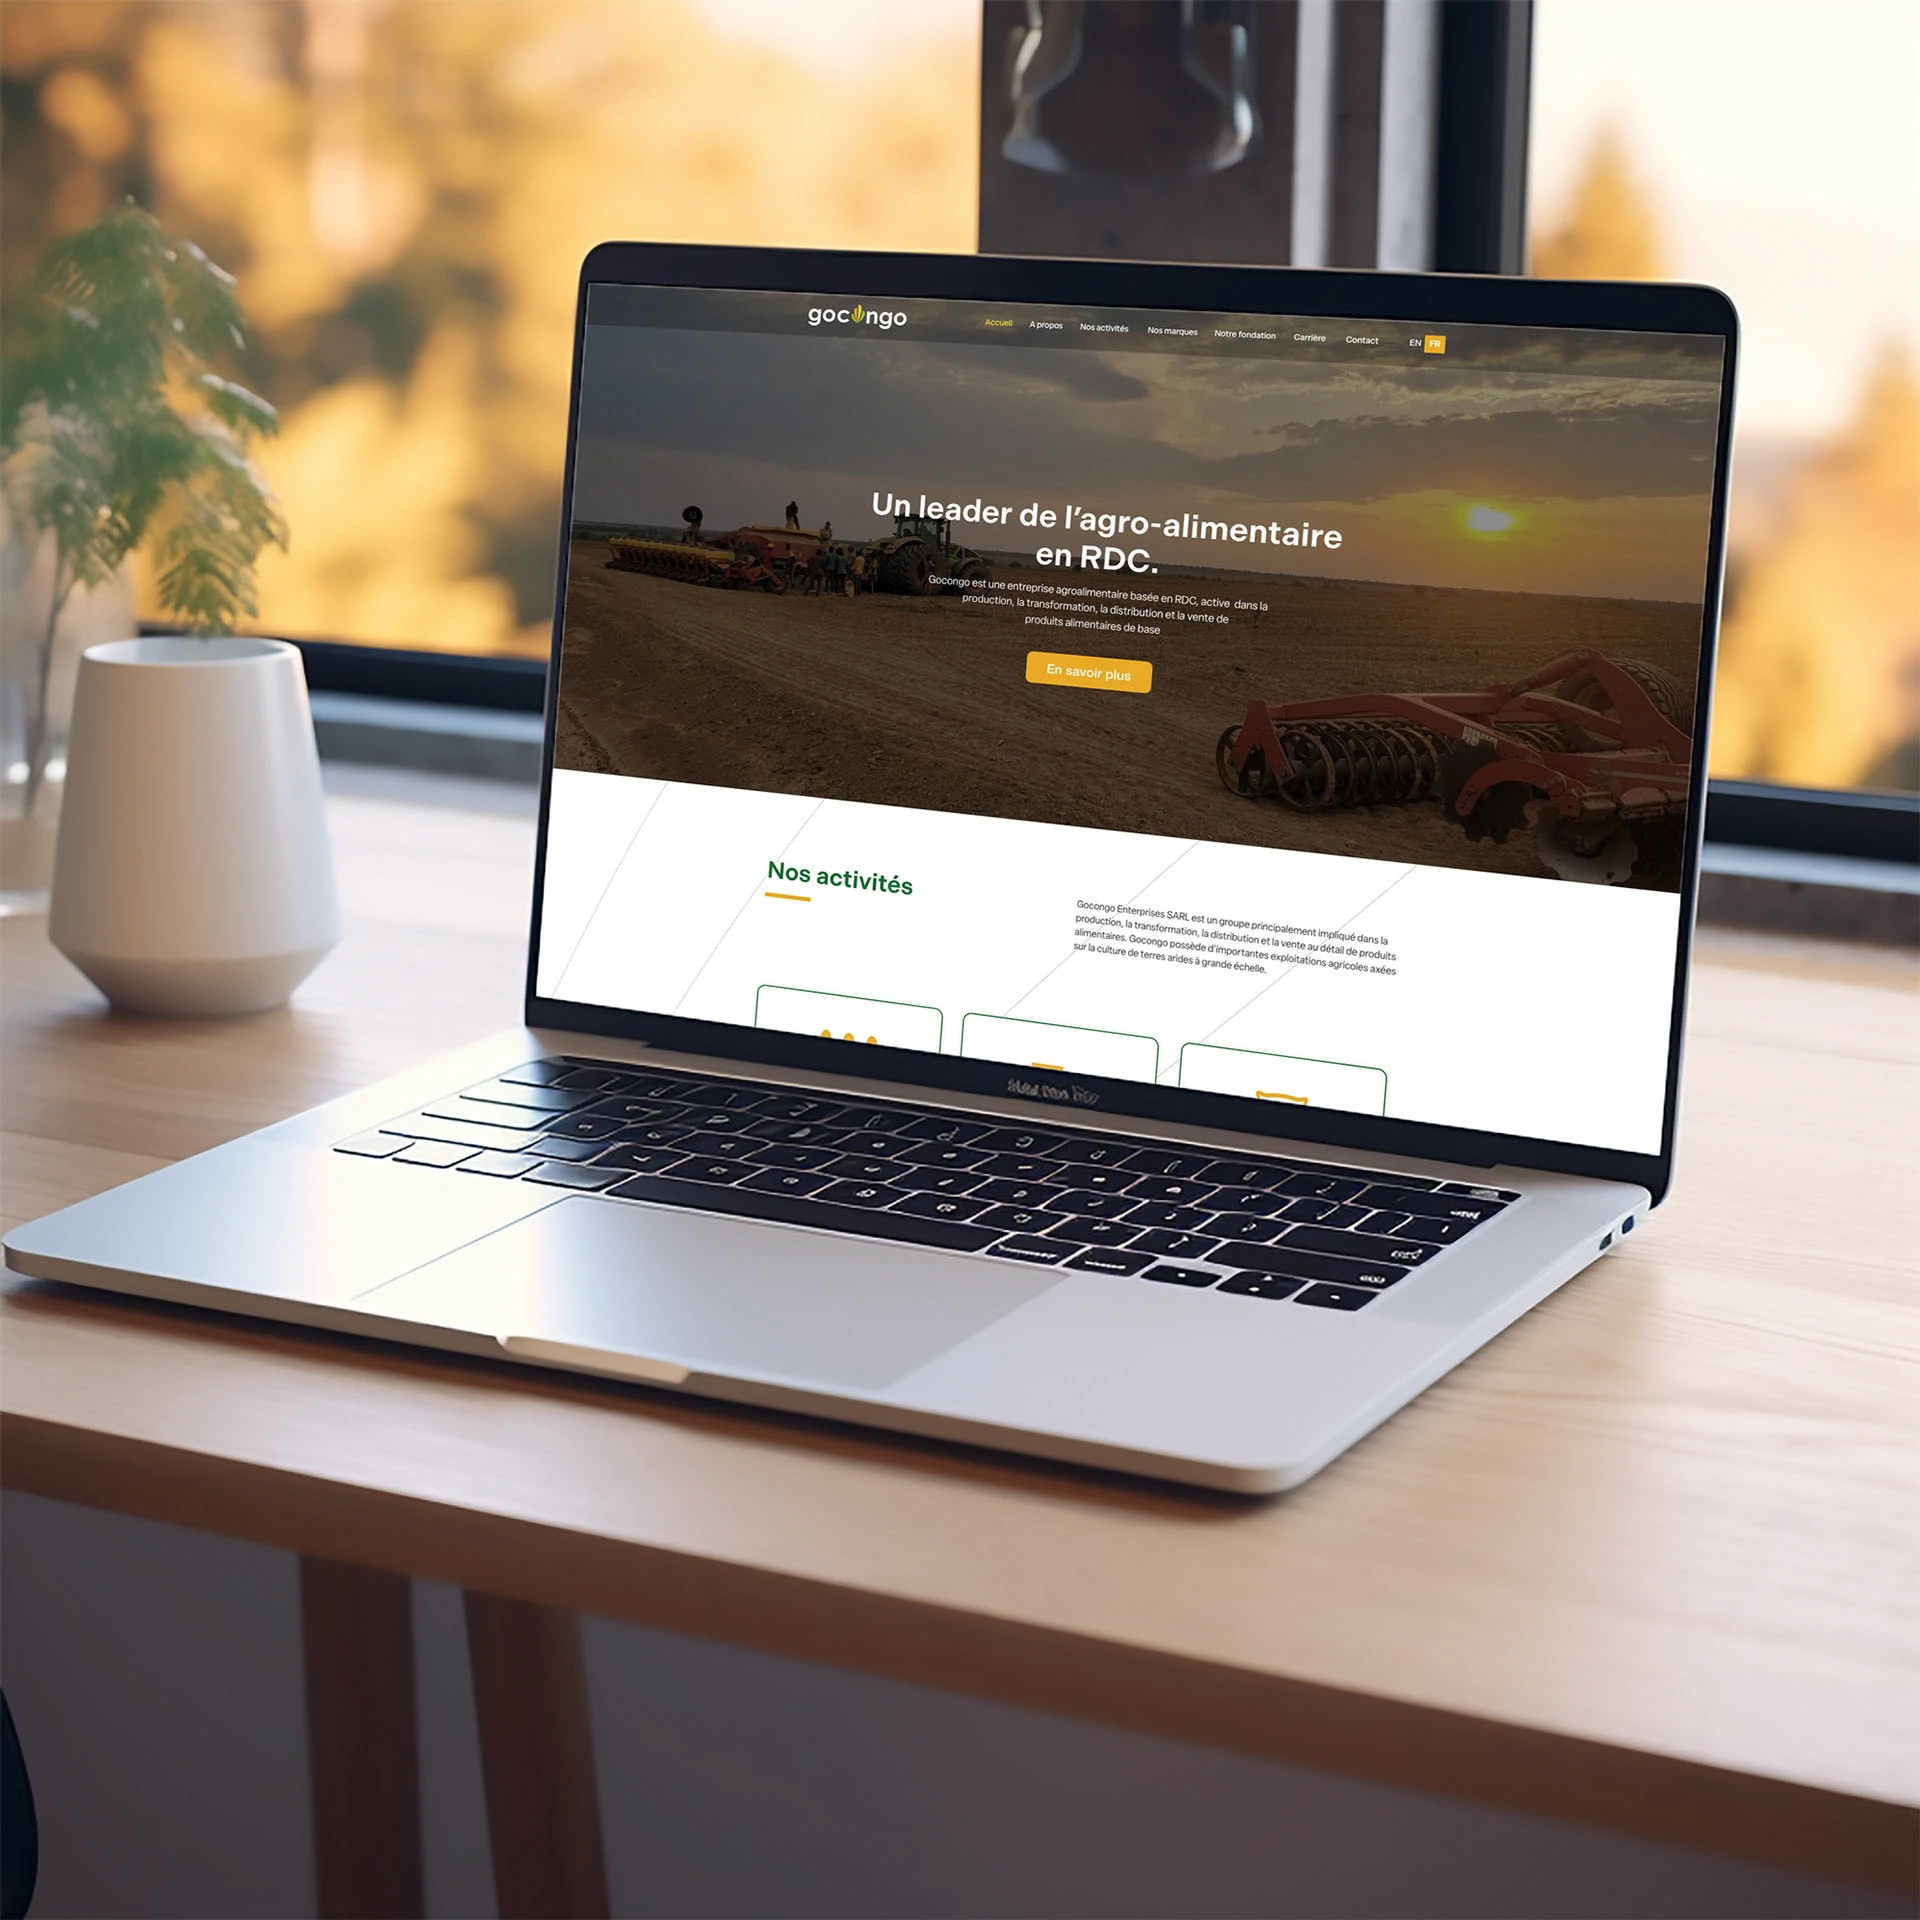 gocongo
Accueil A propos Nos activités Nos marques Notre fondation Carrière Contact EN FR
Un leader de l’agro-alimentaire
en RDC.
Gocongo est une entreprise agroalimentaire basée en RDC, active dans la
production, la transformation, la distribution et la vente de
produits alimentaires de base
En savoir plus
Nos activités
Gocongo Enterprises SARL est un groupe principalement impliqué dans la
production, la transformation, la distribution et la vente au détail de produits
alimentaires. Gocongo possède d’importantes exploitations agricoles axées
sur la culture de terres arides à grande échelle.